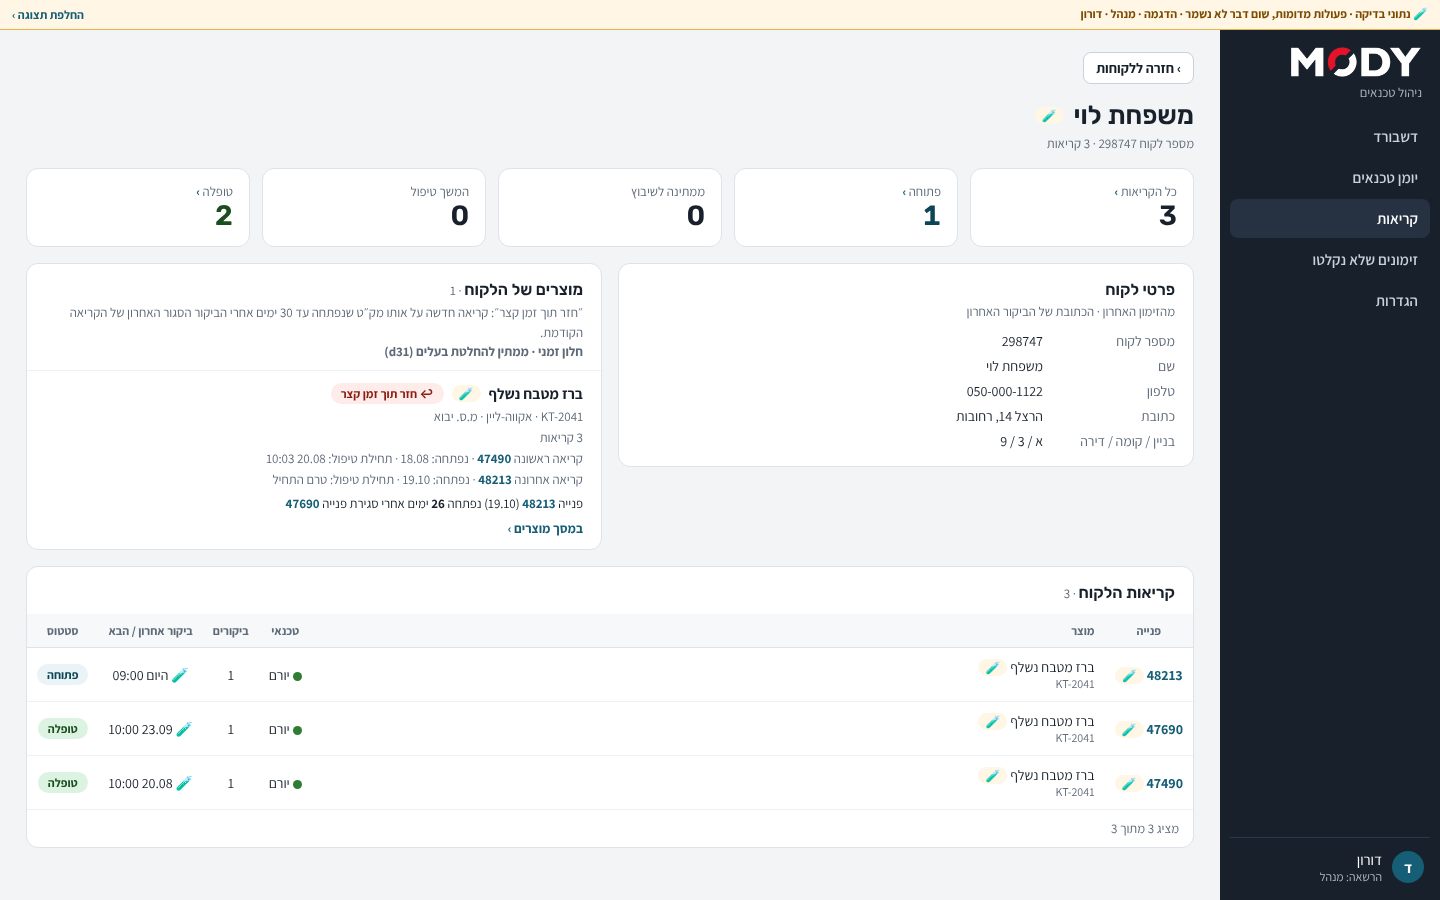 נתוני בדיקה · פעולות מדומות, שום דבר לא נשמר · הדגמה · מנהל · דורון
החלפת תצוגה ›
MODY
ניהול טכנאים
דשבורד
יומן טכנאים
קריאות
זימונים שלא נקלטו
הגדרות
דורון
הרשאה: מנהל
ד
› חזרה ללקוחות
משפחת לוי
מספר לקוח 298747 · 3 קריאות
כל הקריאות ›
3
פתוחה ›
1
ממתינה לשיבוץ
0
המשך טיפול
0
טופלה ›
2
פרטי לקוח
מהזימון האחרון · הכתובת של הביקור האחרון
מספר לקוח 298747
שם משפחת לוי
טלפון 050-000-1122
כתובת הרצל 14, רחובות
בניין / קומה / דירה א / 3 / 9
מוצרים של הלקוח · 1
״חזר תוך זמן קצר״: קריאה חדשה על אותו מק״ט שנפתחה עד 30 ימים אחרי הביקור הסגור האחרון של הקריאה
הקודמת.
חלון זמני · ממתין להחלטת בעלים (d31)
ברז מטבח נשלף ↩ חזר תוך זמן קצר
KT-2041 · אקווה-ליין · מ.ס. יבוא
3 קריאות
קריאה ראשונה 47490 · נפתחה: 18.08 · תחילת טיפול: 20.08 10:03
קריאה אחרונה 48213 · נפתחה: 19.10 · תחילת טיפול: טרם התחיל
פנייה 48213 (19.10) נפתחה 26 ימים אחרי סגירת פנייה 47690
במסך מוצרים ›
קריאות הלקוח · 3
פנייה מוצר טכנאי ביקורים ביקור אחרון / הבא סטטוס
48213 ברז מטבח נשלף יורם 1 היום 09:00 פתוחה
KT-2041
47690 ברז מטבח נשלף יורם 1 23.09 10:00 טופלה
KT-2041
47490 ברז מטבח נשלף יורם 1 20.08 10:00 טופלה
KT-2041
מציג 3 מתוך 3